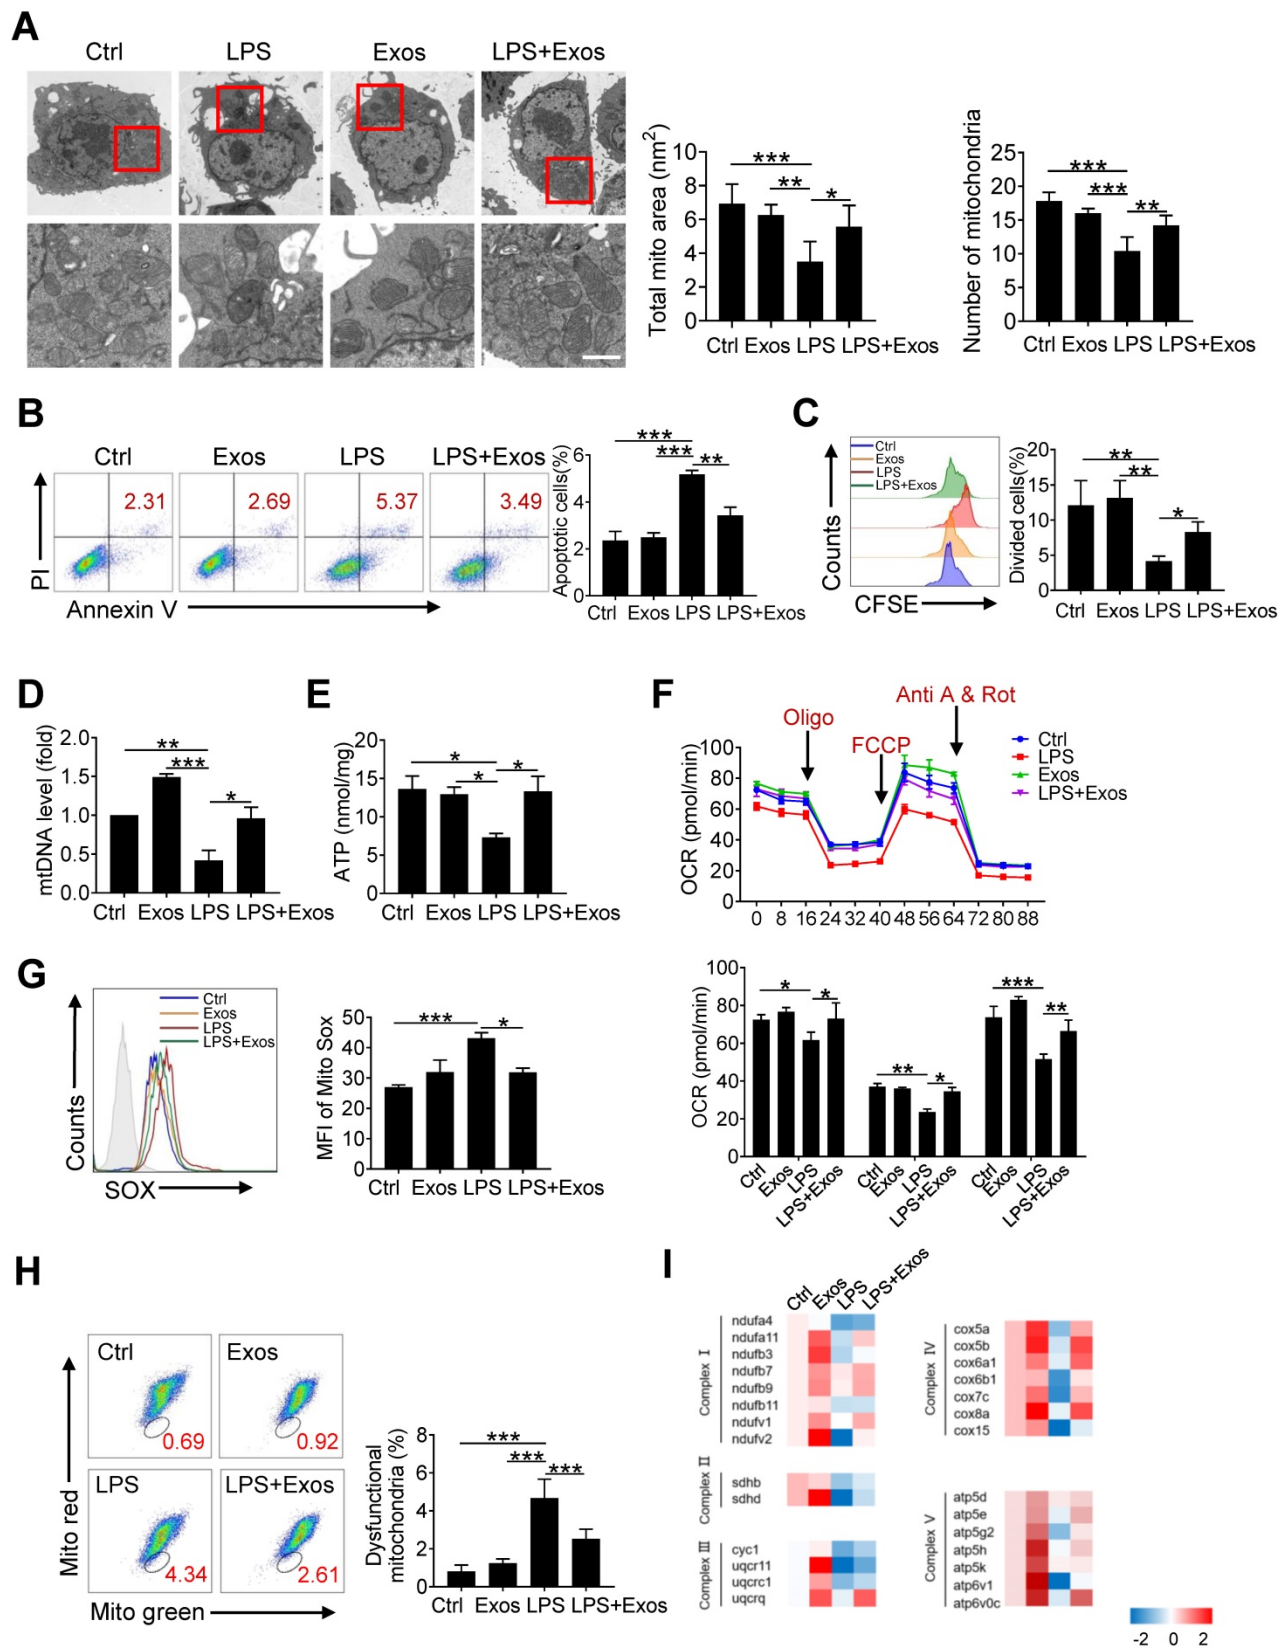 A
Ctrl LPS Exos LPS+Exos
Total mito area (nm2)
10
8
6
4
2
0
*** ** *
Ctrl Exos LPS LPS+Exos
Number of mitochondria
25
20
15
10
5
0
*** *** **
Ctrl Exos LPS LPS+Exos
B
Ctrl Exos LPS LPS+Exos
2.31 2.69 5.37 3.49
PI
Annexin V
Apoptotic cells(%)
6
4
2
0
*** *** **
Ctrl Exos LPS LPS+Exos
C
Ctrl
Exos
LPS
LPS+Exos
Counts
CFSE
Divided cells(%)
20
15
10
5
0
** ** *
Ctrl Exos LPS LPS+Exos
D
mtDNA level (fold)
2.0
1.5
1.0
0.5
0.0
** *** *
Ctrl Exos LPS LPS+Exos
E
ATP (nmol/mg)
20
15
10
5
0
* * *
Ctrl Exos LPS LPS+Exos
F
Oligo
FCCP
Anti A & Rot
Ctrl
LPS
Exos
LPS+Exos
OCR (pmol/min)
100
80
60
40
20
0
0 8 16 24 32 40 48 56 64 72 80 88
OCR (pmol/min)
100
80
60
40
20
0
* * ** * *** **
Ctrl Exos LPS LPS+Exos Ctrl Exos LPS LPS+Exos Ctrl Exos LPS LPS+Exos
G
Ctrl
Exos
LPS
LPS+Exos
Counts
SOX
MFI of Mito Sox
50
40
30
20
10
0
*** *
Ctrl Exos LPS LPS+Exos
H
Ctrl 0.69
Exos 0.92
LPS 4.34
LPS+Exos 2.61
Mito red
Mito green
Dysfunctional
mitochondria (%)
8
6
4
2
0
*** *** ***
Ctrl Exos LPS LPS+Exos
I
Ctrl Exos LPS LPS+Exos
Complex I
ndufa4
ndufa11
ndufb3
ndufb7
ndufb9
ndufb11
ndufv1
ndufv2
Complex II
sdhb
sdhd
Complex III
cyc1
uqcr11
uqcrc1
uqcrq
Complex IV
cox5a
cox5b
cox6a1
cox6b1
cox7c
cox8a
cox15
Complex V
atp5d
atp5e
atp5g2
atp5h
atp5k
atp6v1
atp6v0c
-2 0 2